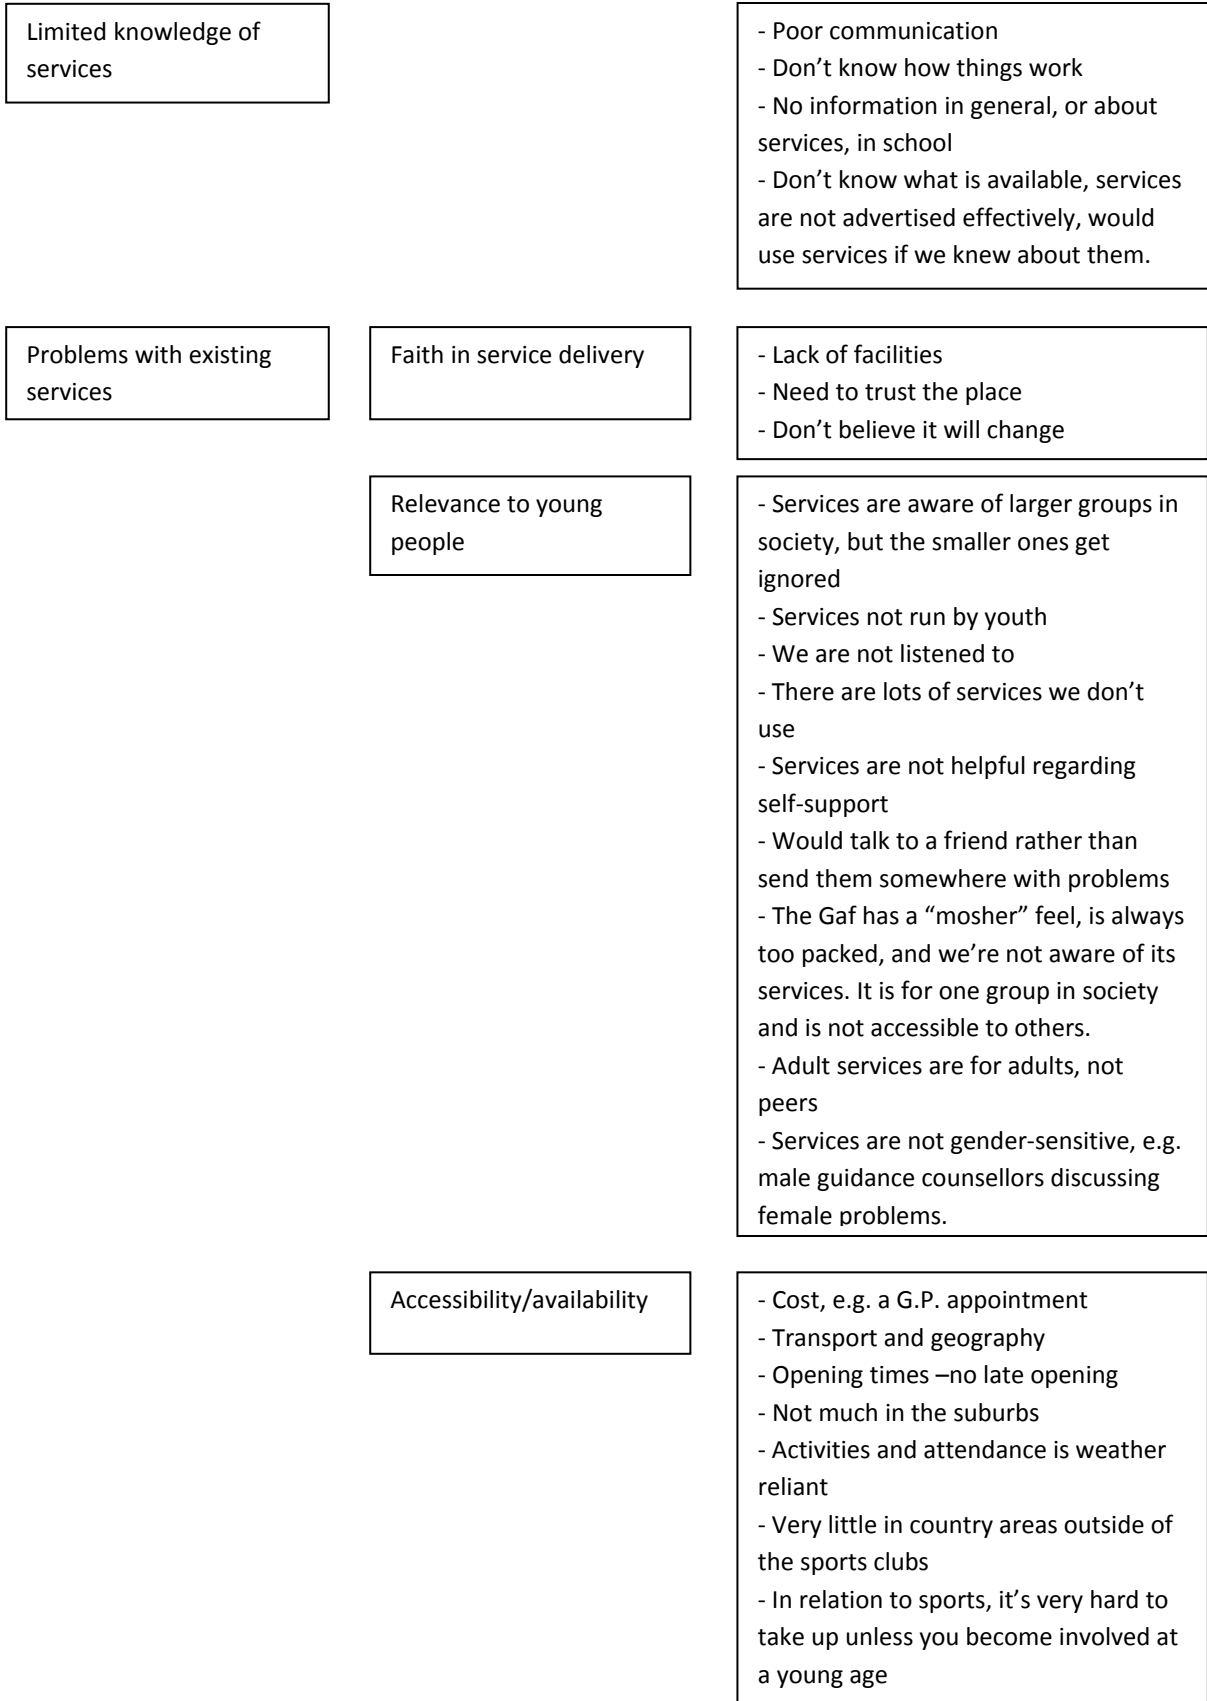 Limited knowledge of
services
- Poor communication
- Don’t know how things work
- No information in general, or about
services, in school
- Don’t know what is available, services
are not advertised effectively, would
use services if we knew about them.
Problems with existing
services
Faith in service delivery
- Lack of facilities
- Need to trust the place
- Don’t believe it will change
Relevance to young
people
- Services are aware of larger groups in
society, but the smaller ones get
ignored
- Services not run by youth
- We are not listened to
- There are lots of services we don’t
use
- Services are not helpful regarding
self-support
- Would talk to a friend rather than
send them somewhere with problems
- The Gaf has a “mosher” feel, is always
too packed, and we’re not aware of its
services. It is for one group in society
and is not accessible to others.
- Adult services are for adults, not
peers
- Services are not gender-sensitive, e.g.
male guidance counsellors discussing
female problems.
Accessibility/availability
- Cost, e.g. a G.P. appointment
- Transport and geography
- Opening times –no late opening
- Not much in the suburbs
- Activities and attendance is weather
reliant
- Very little in country areas outside of
the sports clubs
- In relation to sports, it’s very hard to
take up unless you become involved at
a young age